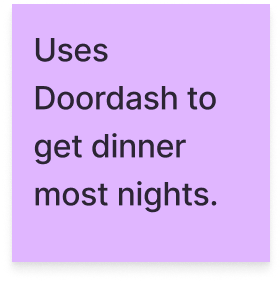 Uses
Doordash to
get dinner
most nights.